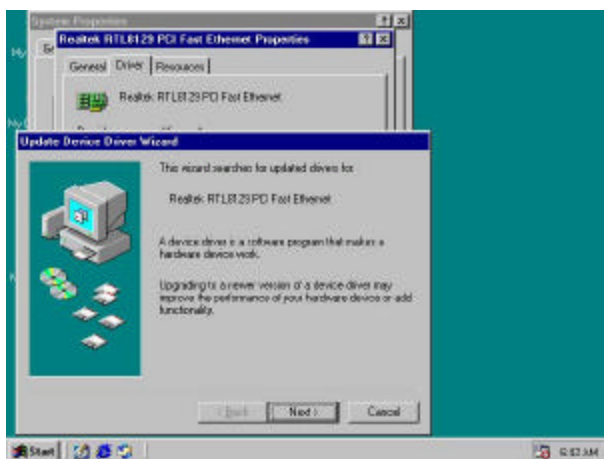 System Properties
Realtek RTL8129 PCI Fast Ethernet Properties
General Driver Resources
Realtek RTL8129 PCI Fast Ethernet
Update Device Driver Wizard
This wizard searches for updated drivers for:
Realtek RTL8129 PCI Fast Ethernet
A device driver is a software program that makes a
hardware device work.
Upgrading to a newer version of a device driver may
improve the performance of your hardware device or add
functionality.
< Back Next > Cancel
Start